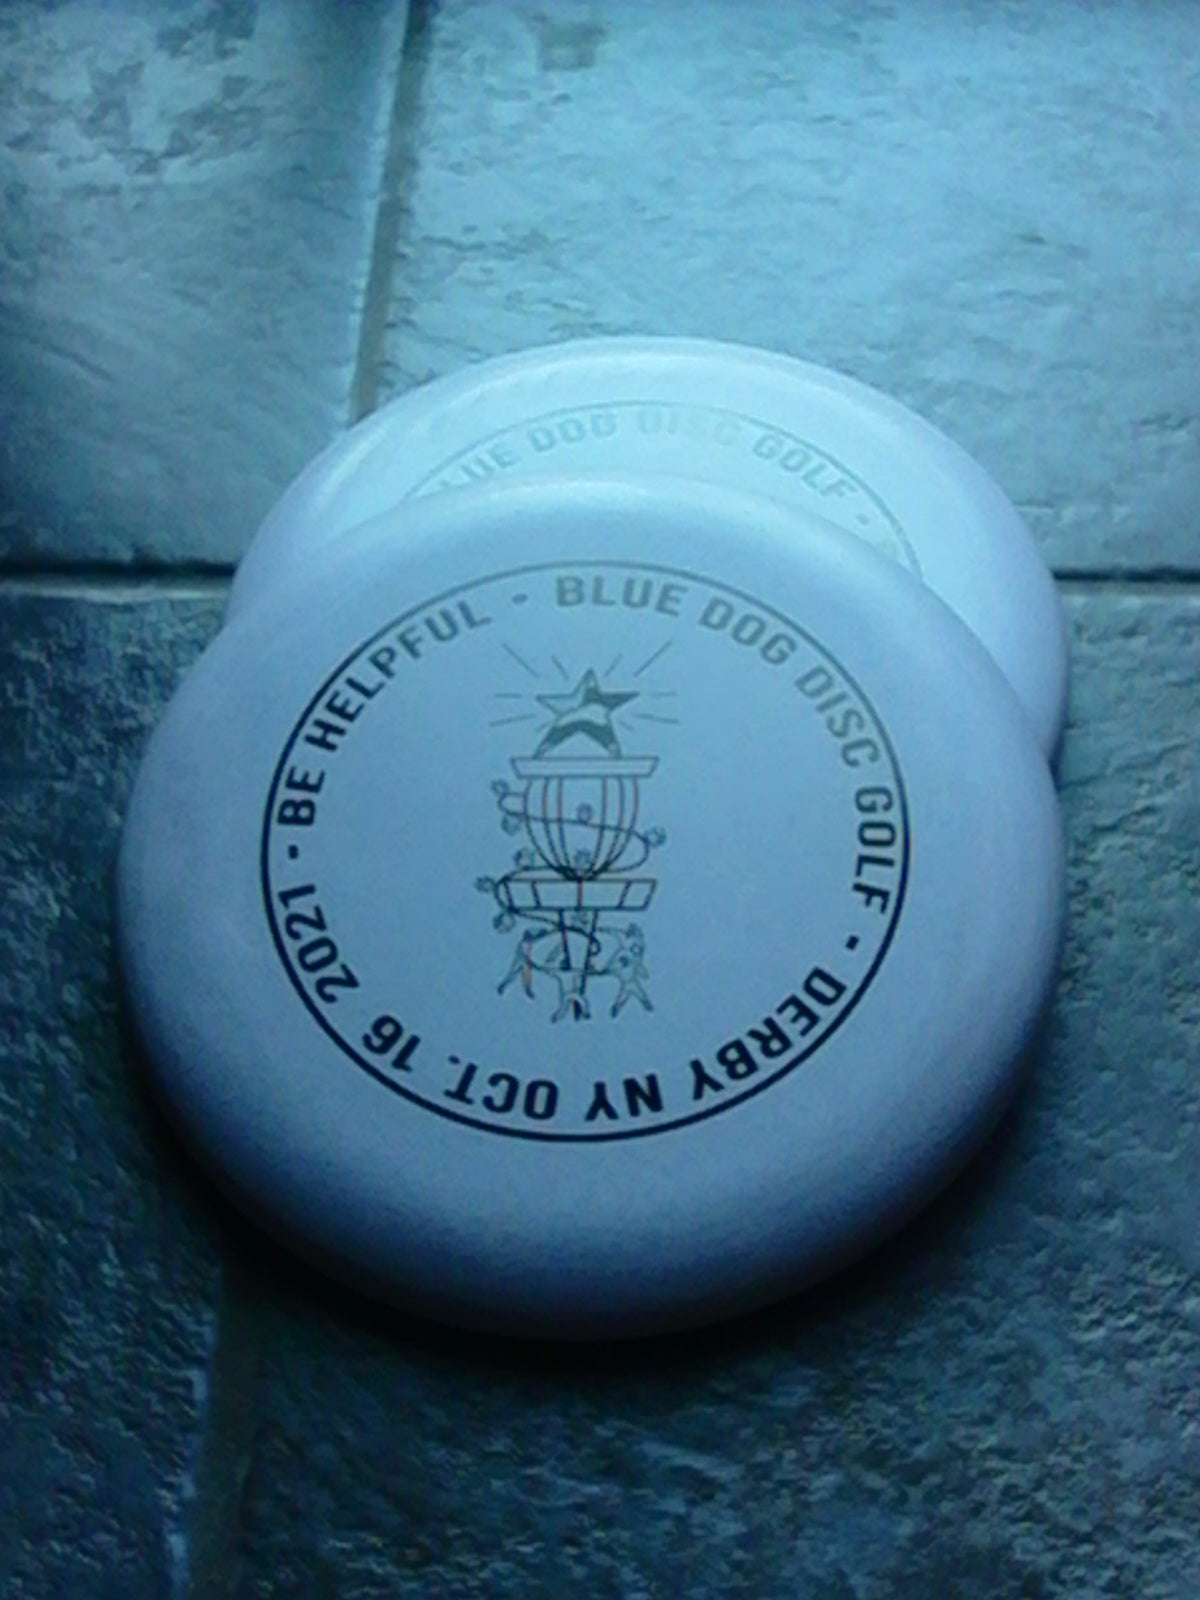 BLUE DOG DISC GOLF -
BLUE DOG DISC GOLF - DERBY NY OCT. 16 2021 - BE HELPFUL -